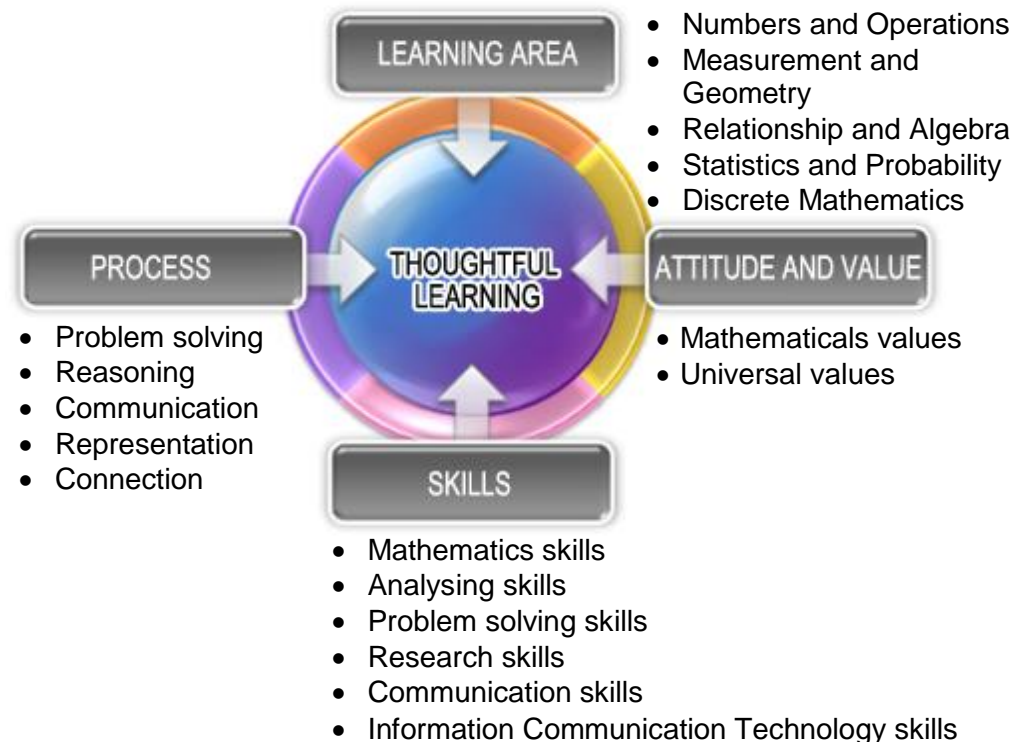 LEARNING AREA
• Numbers and Operations
• Measurement and
Geometry
• Relationship and Algebra
• Statistics and Probability
• Discrete Mathematics
PROCESS
• Problem solving
• Reasoning
• Communication
• Representation
• Connection
THOUGHTFUL
LEARNING
ATTITUDE AND VALUE
• Mathematicals values
• Universal values
SKILLS
• Mathematics skills
• Analysing skills
• Problem solving skills
• Research skills
• Communication skills
• Information Communication Technology skills